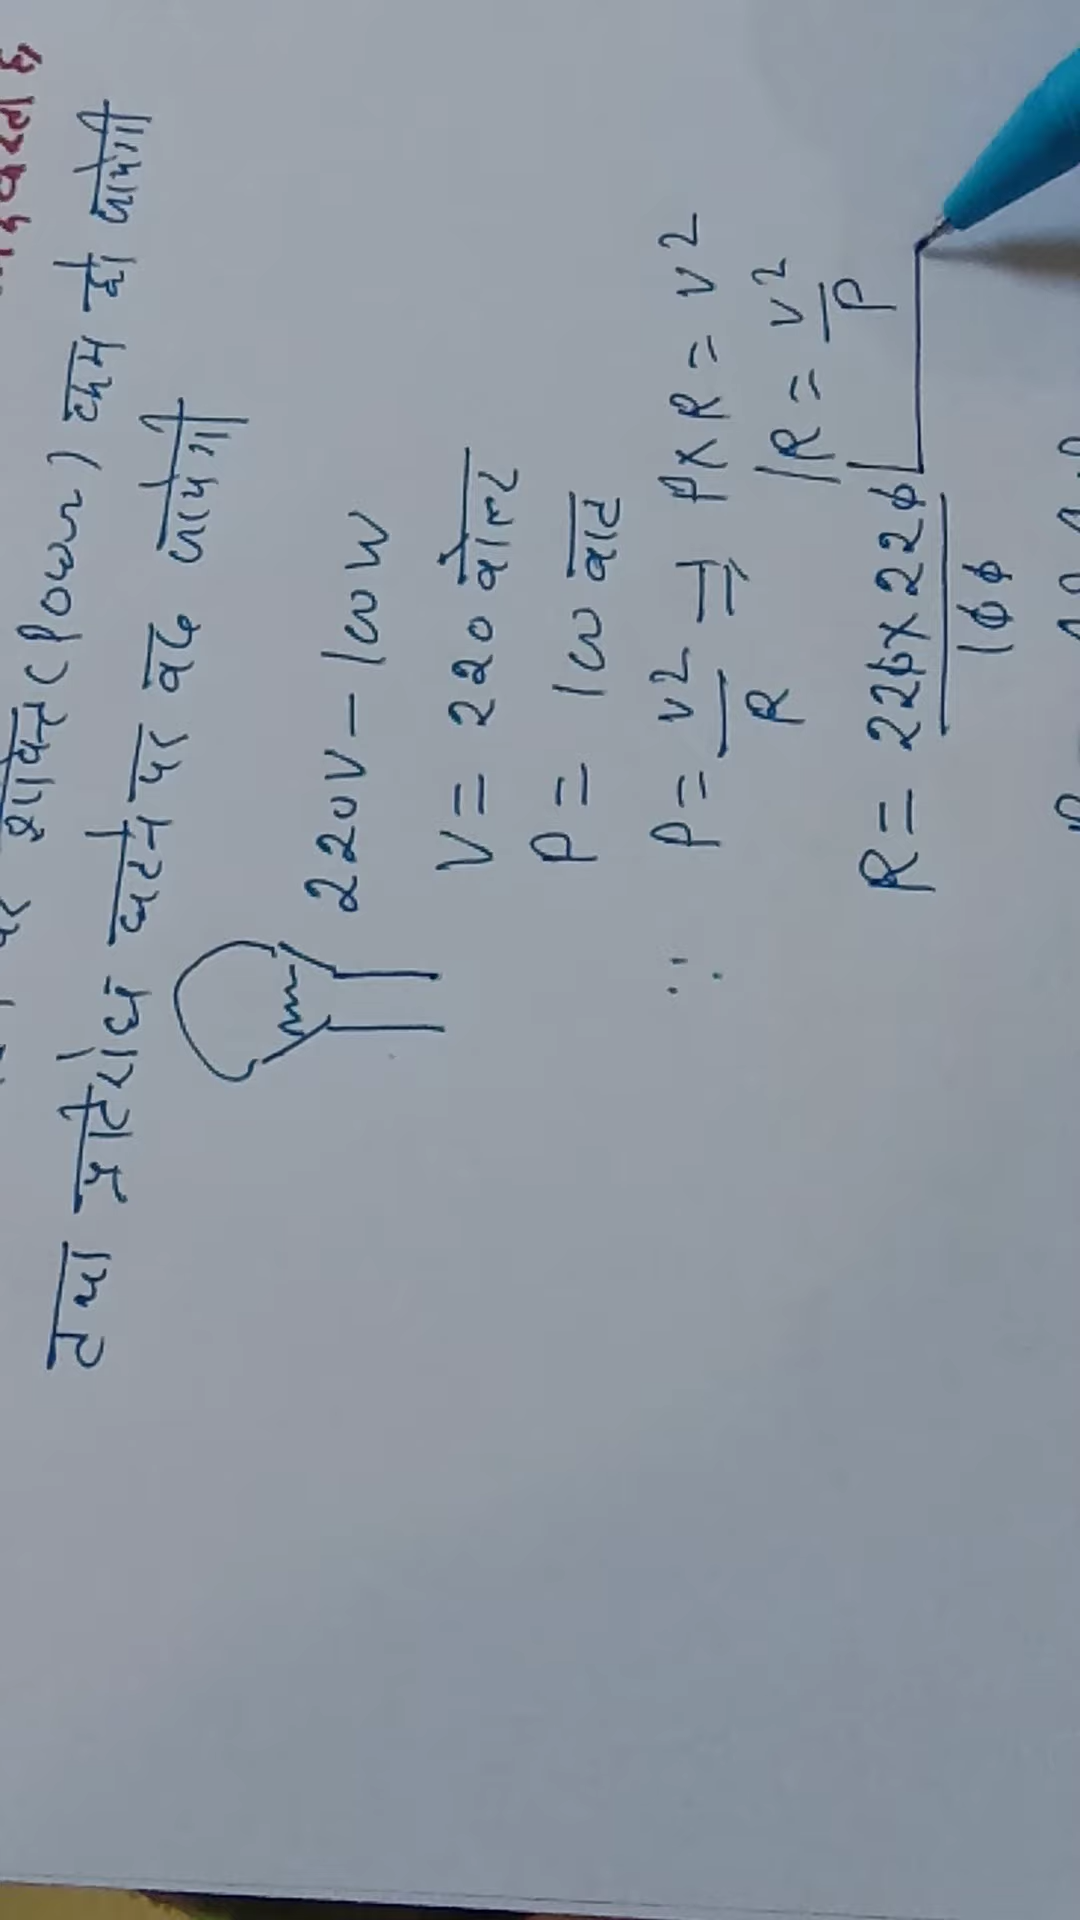 शक्ति (Power) कम हो जायेगी
तथा प्रतिरोध घटने पर बढ़ जायेगी
220V - 100W
V = 220 वोल्ट
P = 100 वाट
∵ P = V²/R ⇒ P×R = V²
R = V²/P
R = 220×220/100